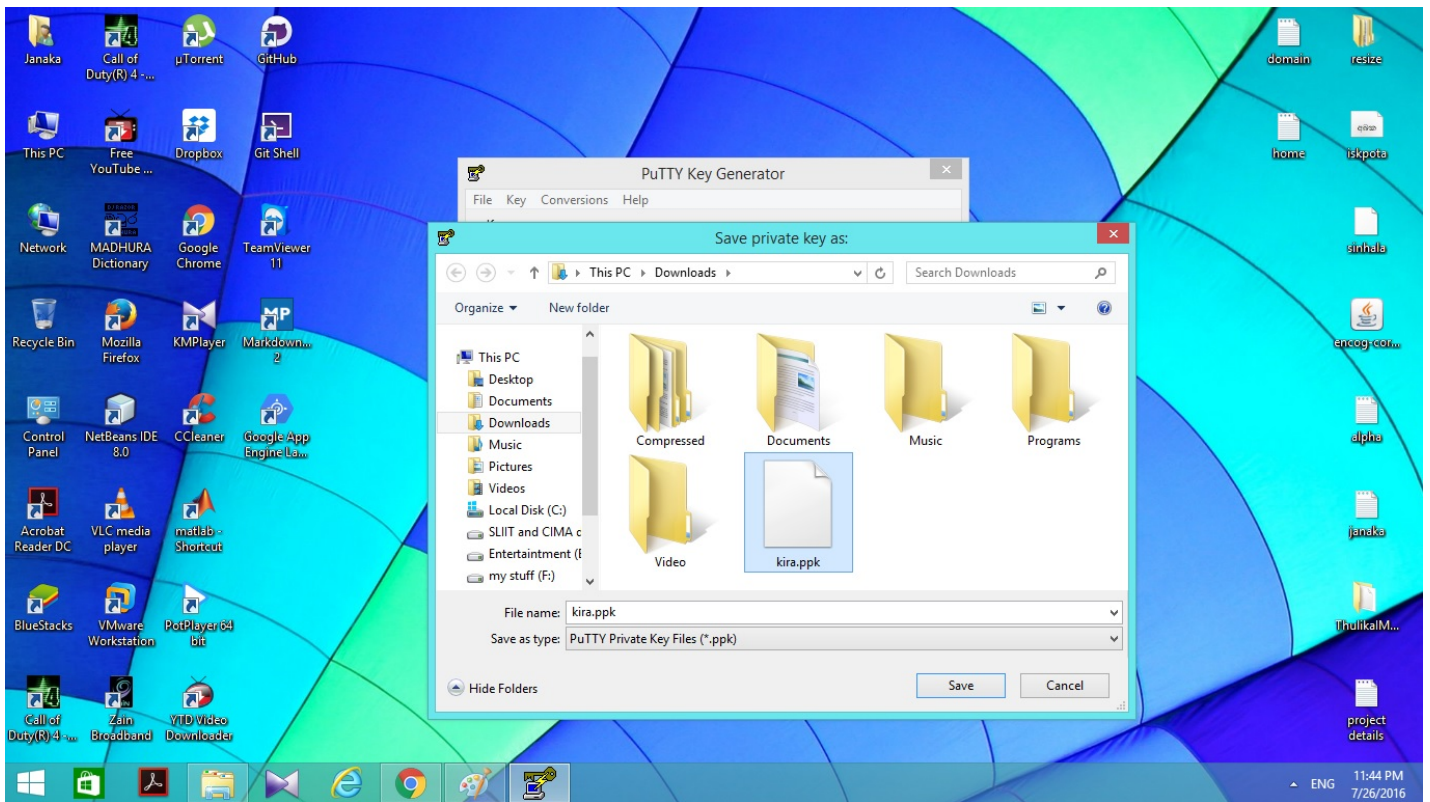 Janaka
Call of
Duty(R) 4 -...
µTorrent
GitHub
domain
resize
This PC
Free
YouTube ...
Dropbox
Git Shell
home
iskpota
PuTTY Key Generator
File Key Conversions Help
Network
MADHURA
Dictionary
Google
Chrome
TeamViewer
11
sinhala
Save private key as:
This PC
Downloads
Search Downloads
Organize
New folder
Recycle Bin
Mozilla
Firefox
KMPlayer
Markdown...
2
encog-cor...
This PC
Desktop
Documents
Downloads
Music
Pictures
Videos
Local Disk (C:)
SLIIT and CIMA c
Entertaintment (E
my stuff (F:)
Compressed
Documents
Music
Programs
Video
kira.ppk
Control
Panel
NetBeans IDE
8.0
CCleaner
Google App
Engine La...
alpha
Acrobat
Reader DC
VLC media
player
matlab -
Shortcut
janaka
File name: kira.ppk
Save as type: PuTTY Private Key Files (*.ppk)
Hide Folders
Save
Cancel
BlueStacks
VMware
Workstation
PotPlayer 64
bit
ThulikalM...
Call of
Duty(R) 4 -...
Zain
Broadband
YTD Video
Downloader
project
details
ENG
11:44 PM
7/26/2016